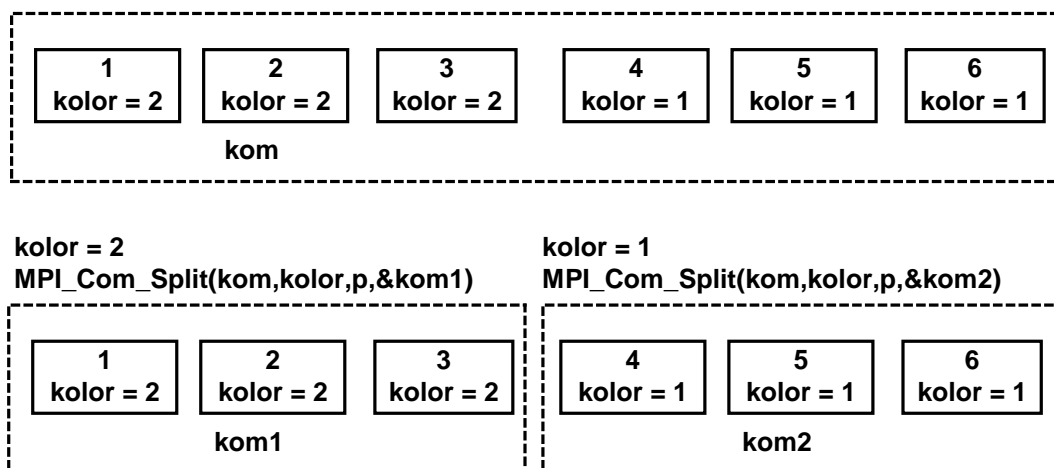 1 2 3 4 5 6
kolor = 2 kolor = 2 kolor = 2 kolor = 1 kolor = 1 kolor = 1
kom
kolor = 2
MPI_Com_Split(kom,kolor,p,&kom1)
kolor = 1
MPI_Com_Split(kom,kolor,p,&kom2)
1 2 3
kolor = 2 kolor = 2 kolor = 2
kom1
4 5 6
kolor = 1 kolor = 1 kolor = 1
kom2